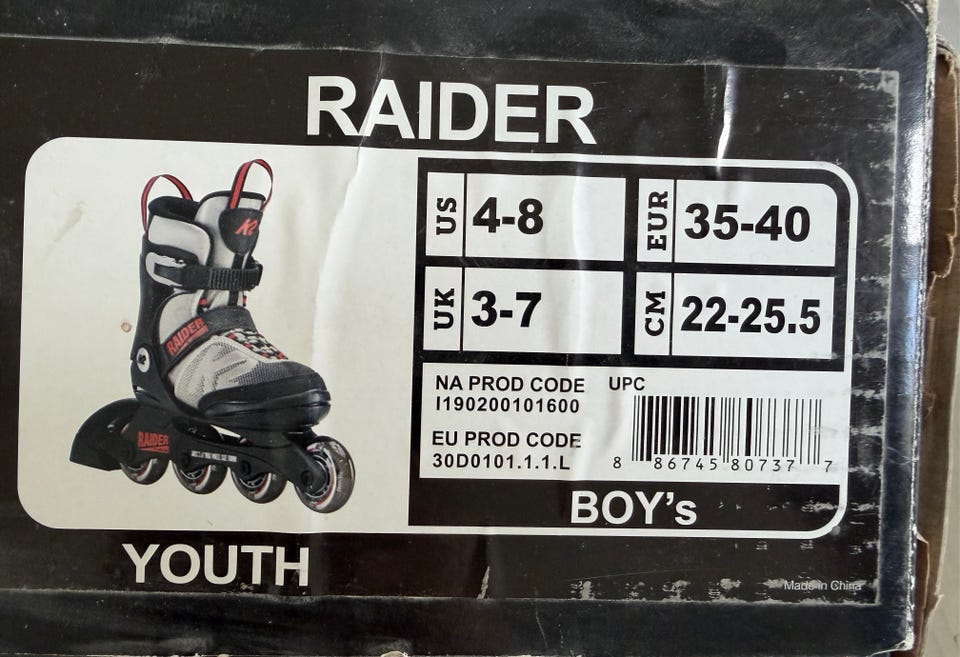 RAIDER
K2
RAIDER
RAIDER
US 4-8
EUR 35-40
UK 3-7
CM 22-25.5
NA PROD CODE UPC
I190200101600
EU PROD CODE
30D0101.1.1.L
8 86745 80737 7
BOY's
YOUTH
Made in China